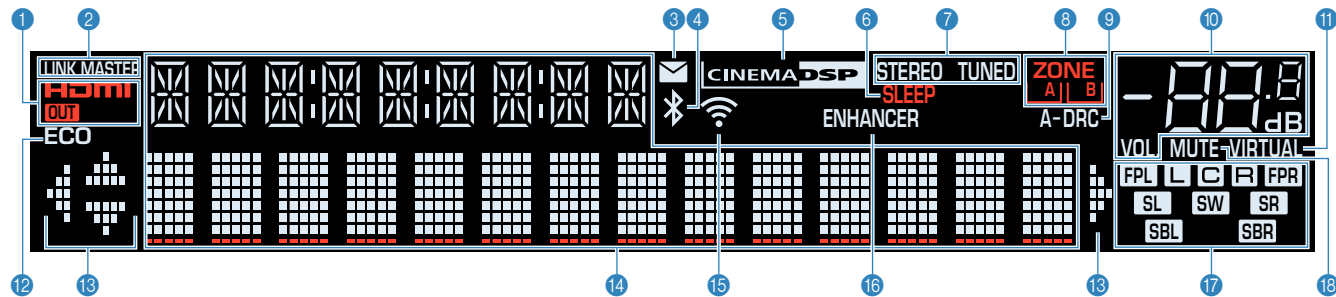 1 2 3 4 5 6 7 8 9 10 11
LINK MASTER
HDMI
OUT
ECO
CINEMA DSP
STEREO TUNED
SLEEP
ENHANCER
ZONE
A B
A-DRC
dB
VOL MUTE VIRTUAL
FPL L C R FPR
SL SW SR
SBL SBR
12 13 14 15 16 13 17 18